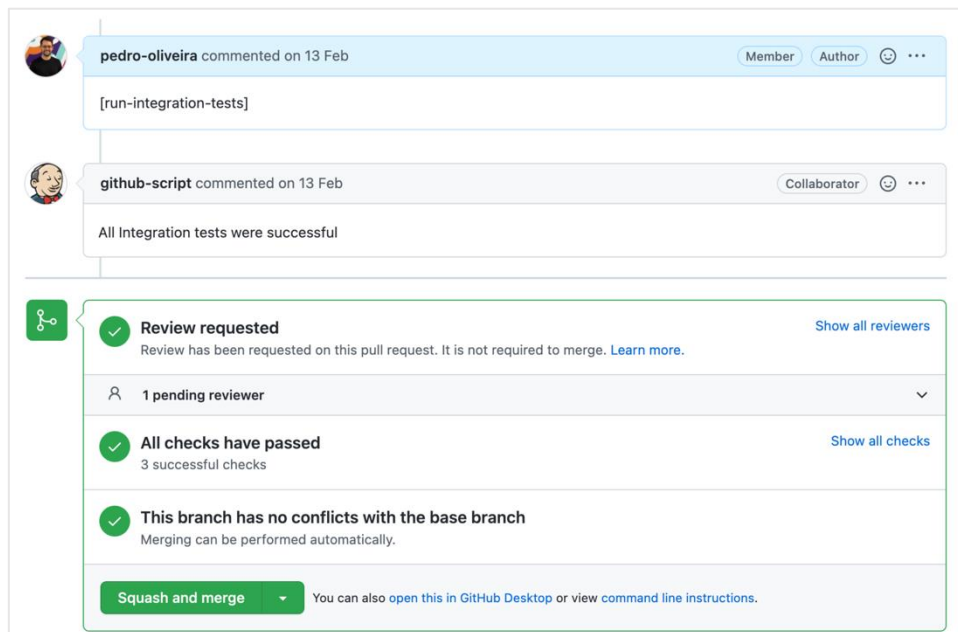 pedro-oliveira commented on 13 Feb
Member
Author
[run-integration-tests]
github-script commented on 13 Feb
Collaborator
All Integration tests were successful
Review requested
Show all reviewers
Review has been requested on this pull request. It is not required to merge. Learn more.
1 pending reviewer
All checks have passed
Show all checks
3 successful checks
This branch has no conflicts with the base branch
Merging can be performed automatically.
Squash and merge
You can also open this in GitHub Desktop or view command line instructions.